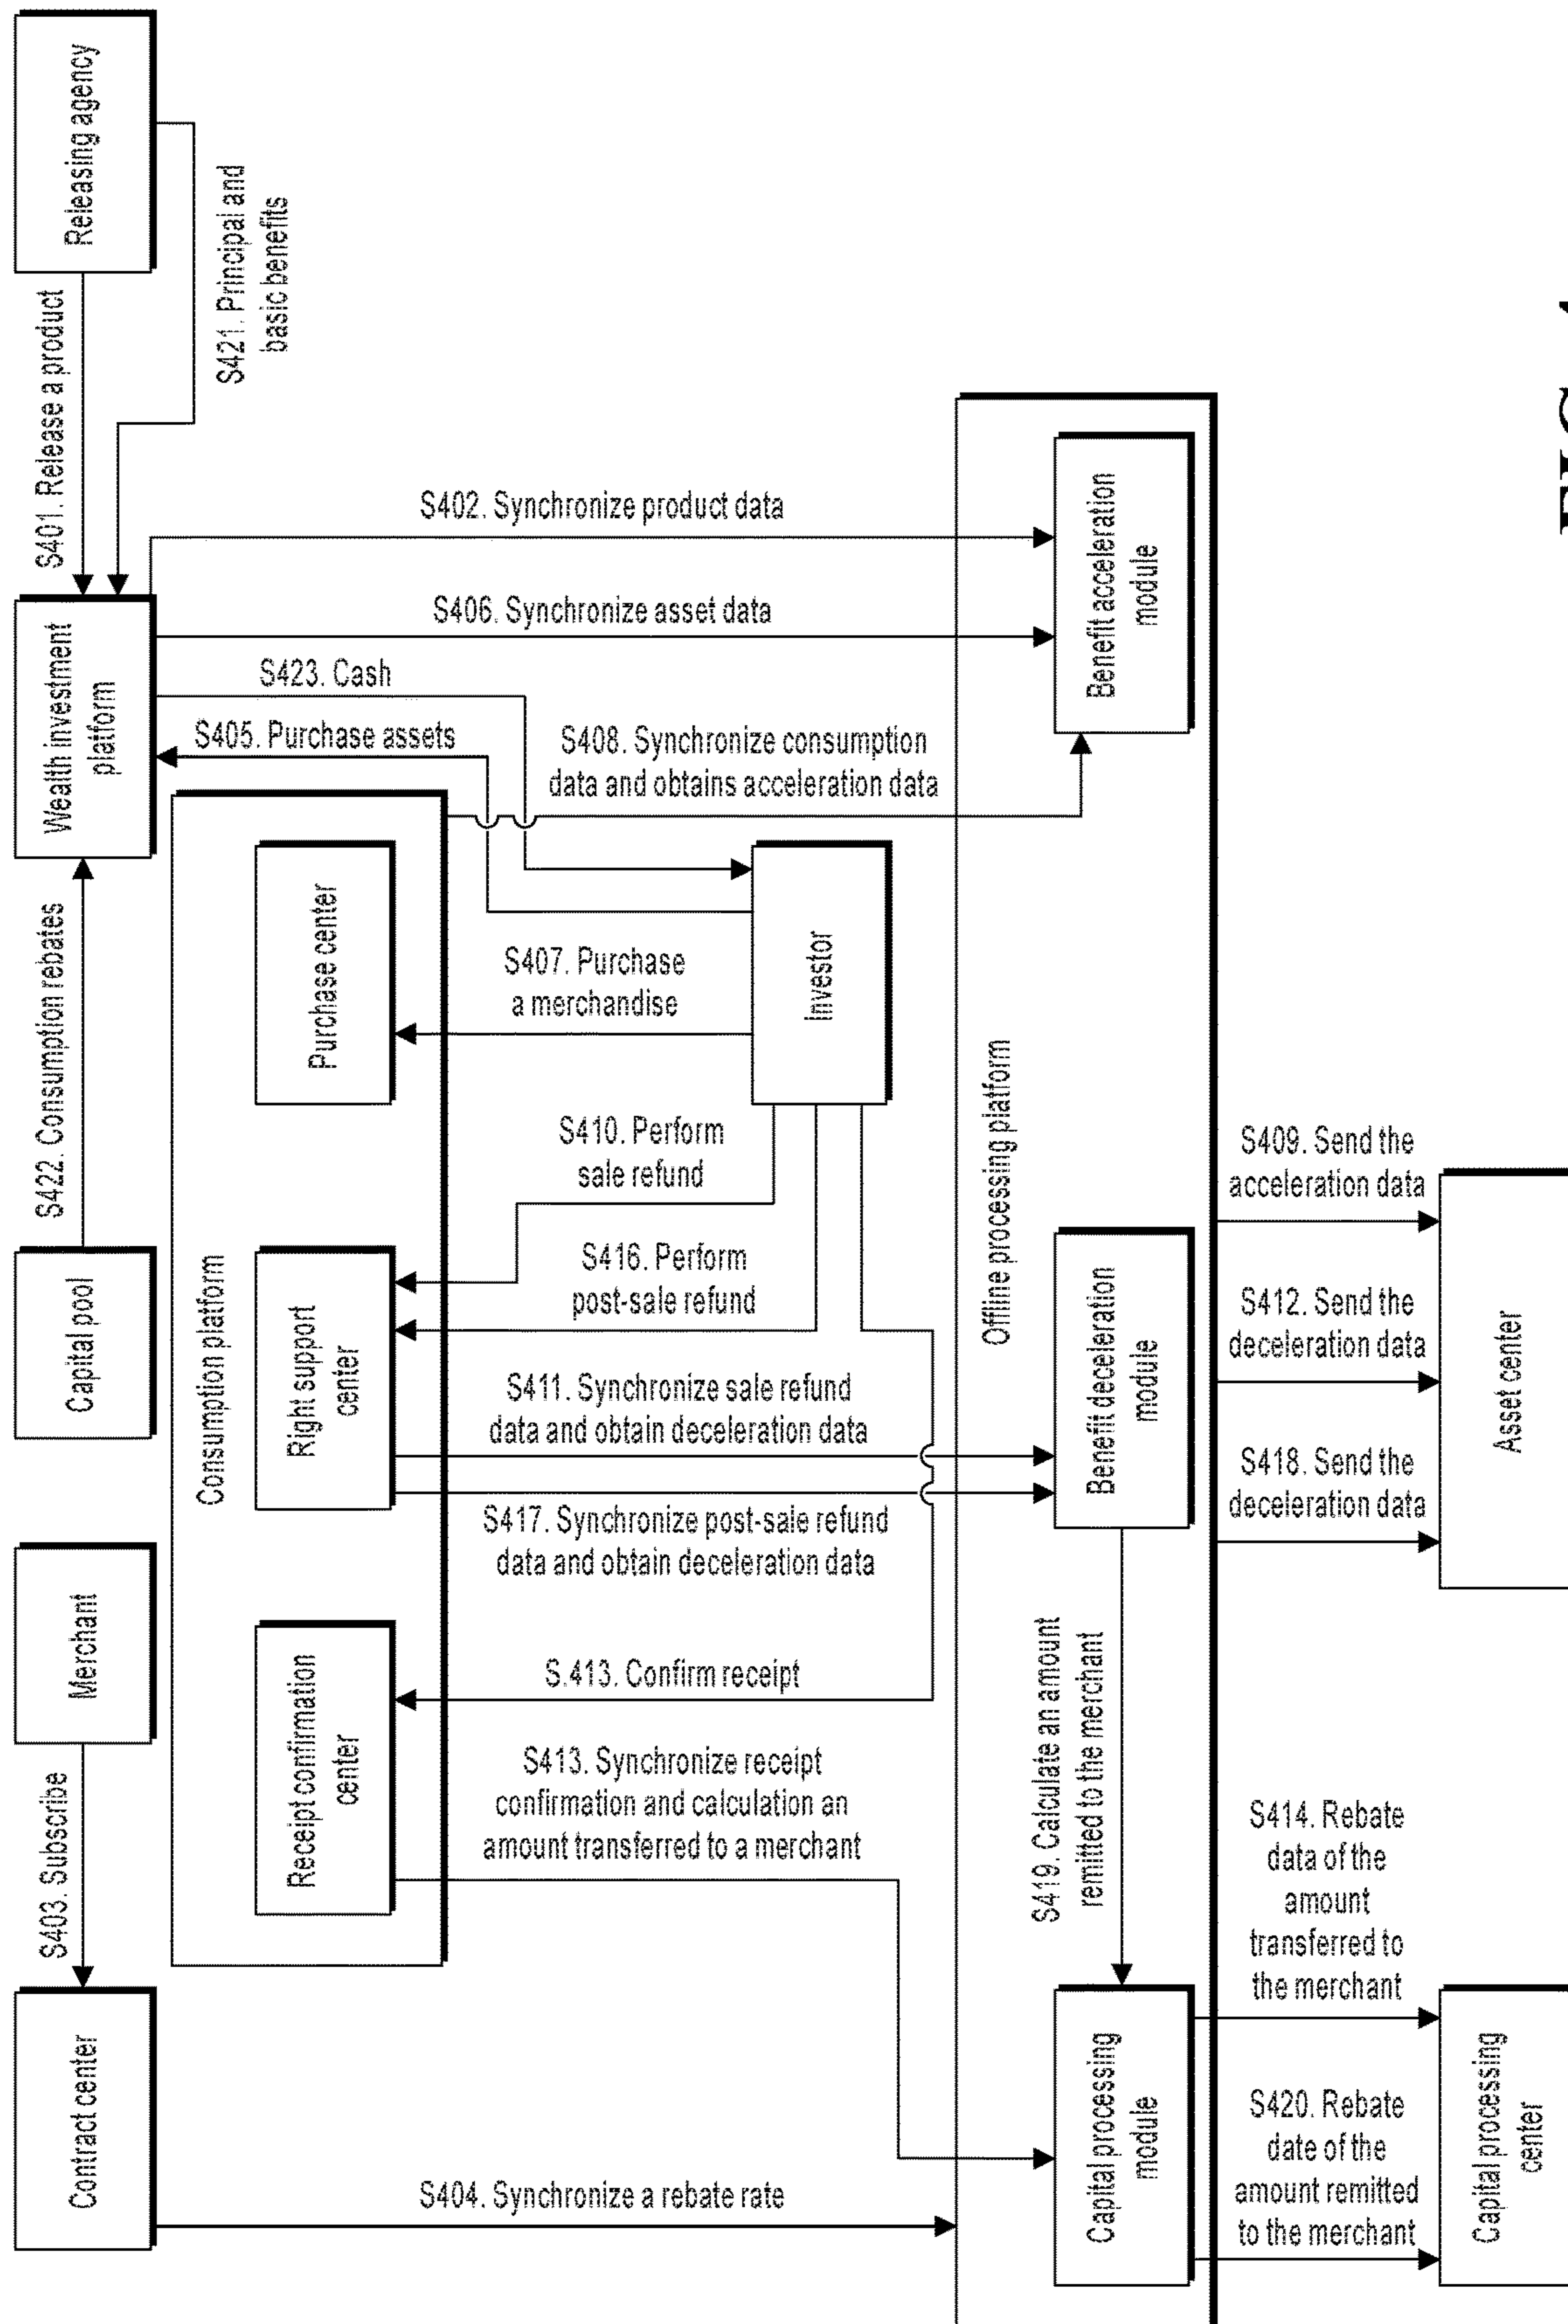 Releasing agency
S401. Release a product
S421. Principal and
basic benefits
Wealth investment
platform
S422. Consumption rebates
Capital pool
Merchant
S403. Subscribe
Contract center
S402. Synchronize product data
S406. Synchronize asset data
S423. Cash
S405. Purchase assets
S408. Synchronize consumption
data and obtains acceleration data
Consumption platform
Purchase center
Right support
center
Receipt confirmation
center
S407. Purchase
a merchandise
Investor
S410. Perform
sale refund
S416. Perform
post-sale refund
S411. Synchronize sale refund
data and obtain deceleration data
S417. Synchronize post-sale refund
data and obtain deceleration data
S.413. Confirm receipt
S413. Synchronize receipt
confirmation and calculation an
amount transferred to a merchant
S404. Synchronize a rebate rate
Offline processing platform
Benefit acceleration
module
Benefit deceleration
module
S419. Calculate an amount
remitted to the merchant
Capital processing
module
S409. Send the
acceleration data
S412. Send the
deceleration data
S418. Send the
deceleration data
Asset center
S414. Rebate
data of the
amount
transferred to
the merchant
S420. Rebate
date of the
amount remitted
to the merchant
Capital processing
center